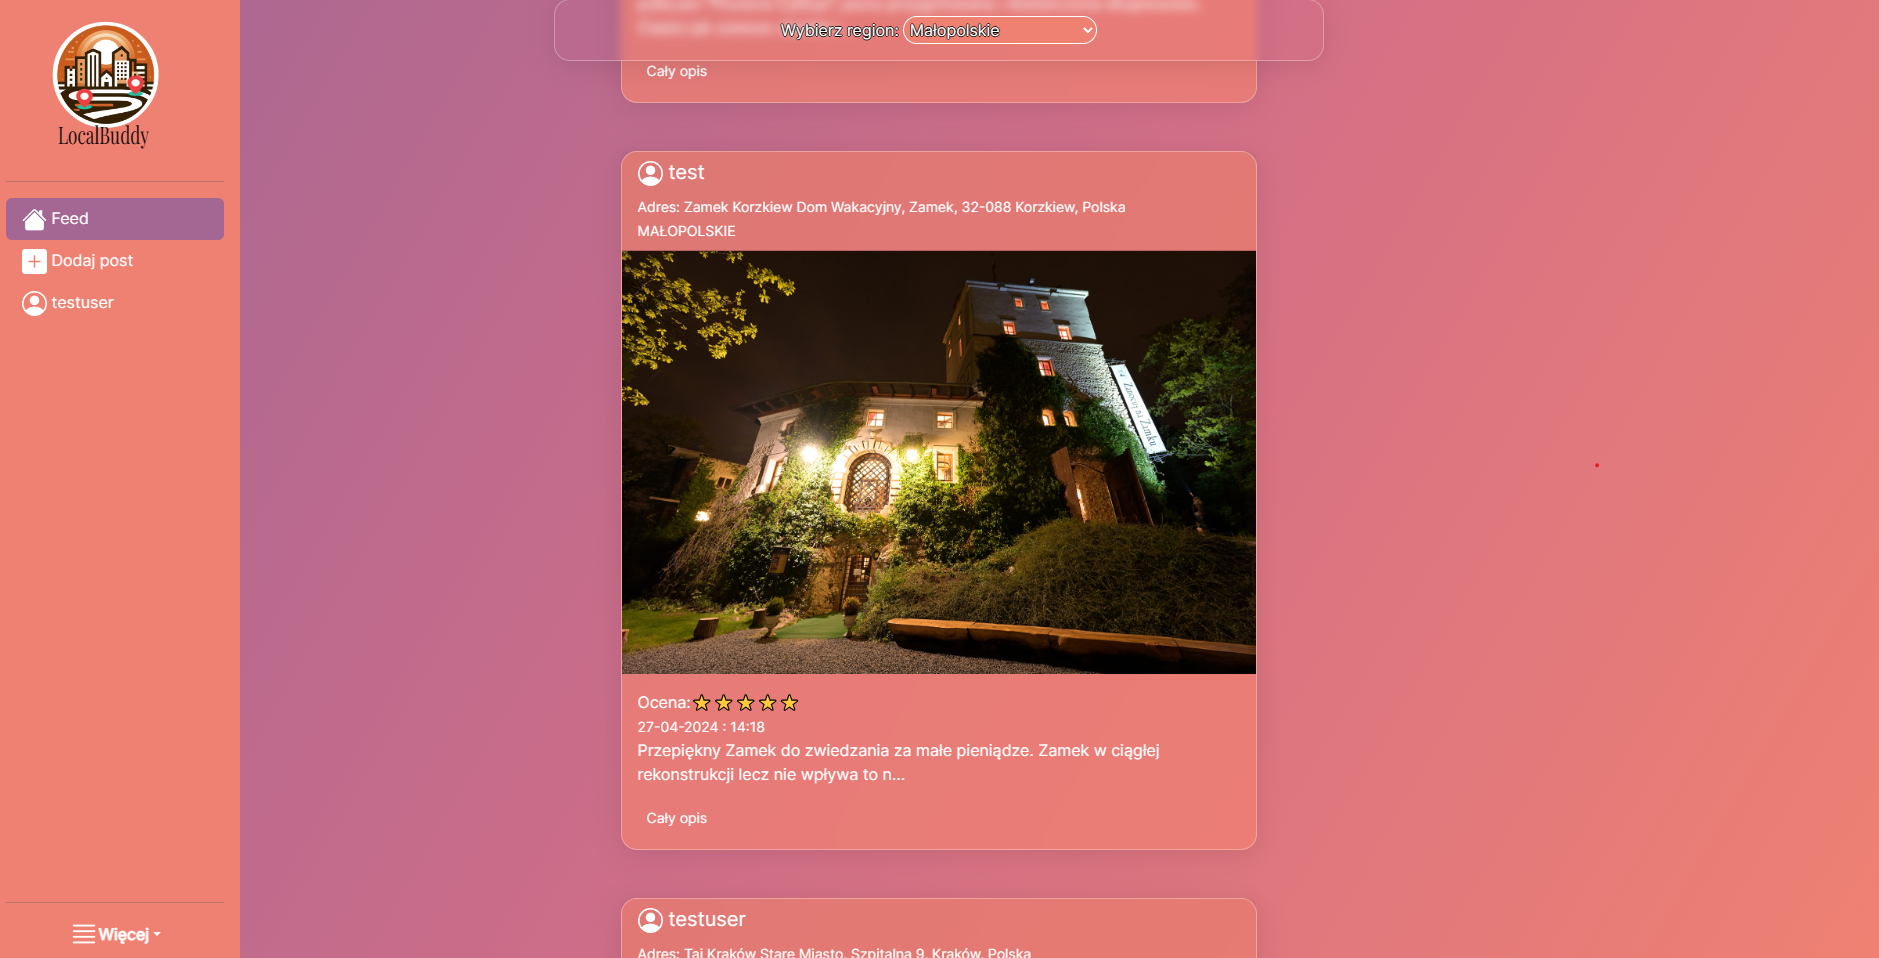 LocalBuddy
Feed
Dodaj post
testuser
Więcej
Wybierz region: Małopolskie
Cały opis
test
Adres: Zamek Korzkiew Dom Wakacyjny, Zamek, 32-088 Korzkiew, Polska
MAŁOPOLSKIE
Zamku
Ocena:
27-04-2024 : 14:18
Przepiękny Zamek do zwiedzania za małe pieniądze. Zamek w ciągłej
rekonstrukcji lecz nie wpływa to n...
Cały opis
testuser
Adres: Taj Kraków Stare Miasto, Szpitalna 9, Kraków, Polska